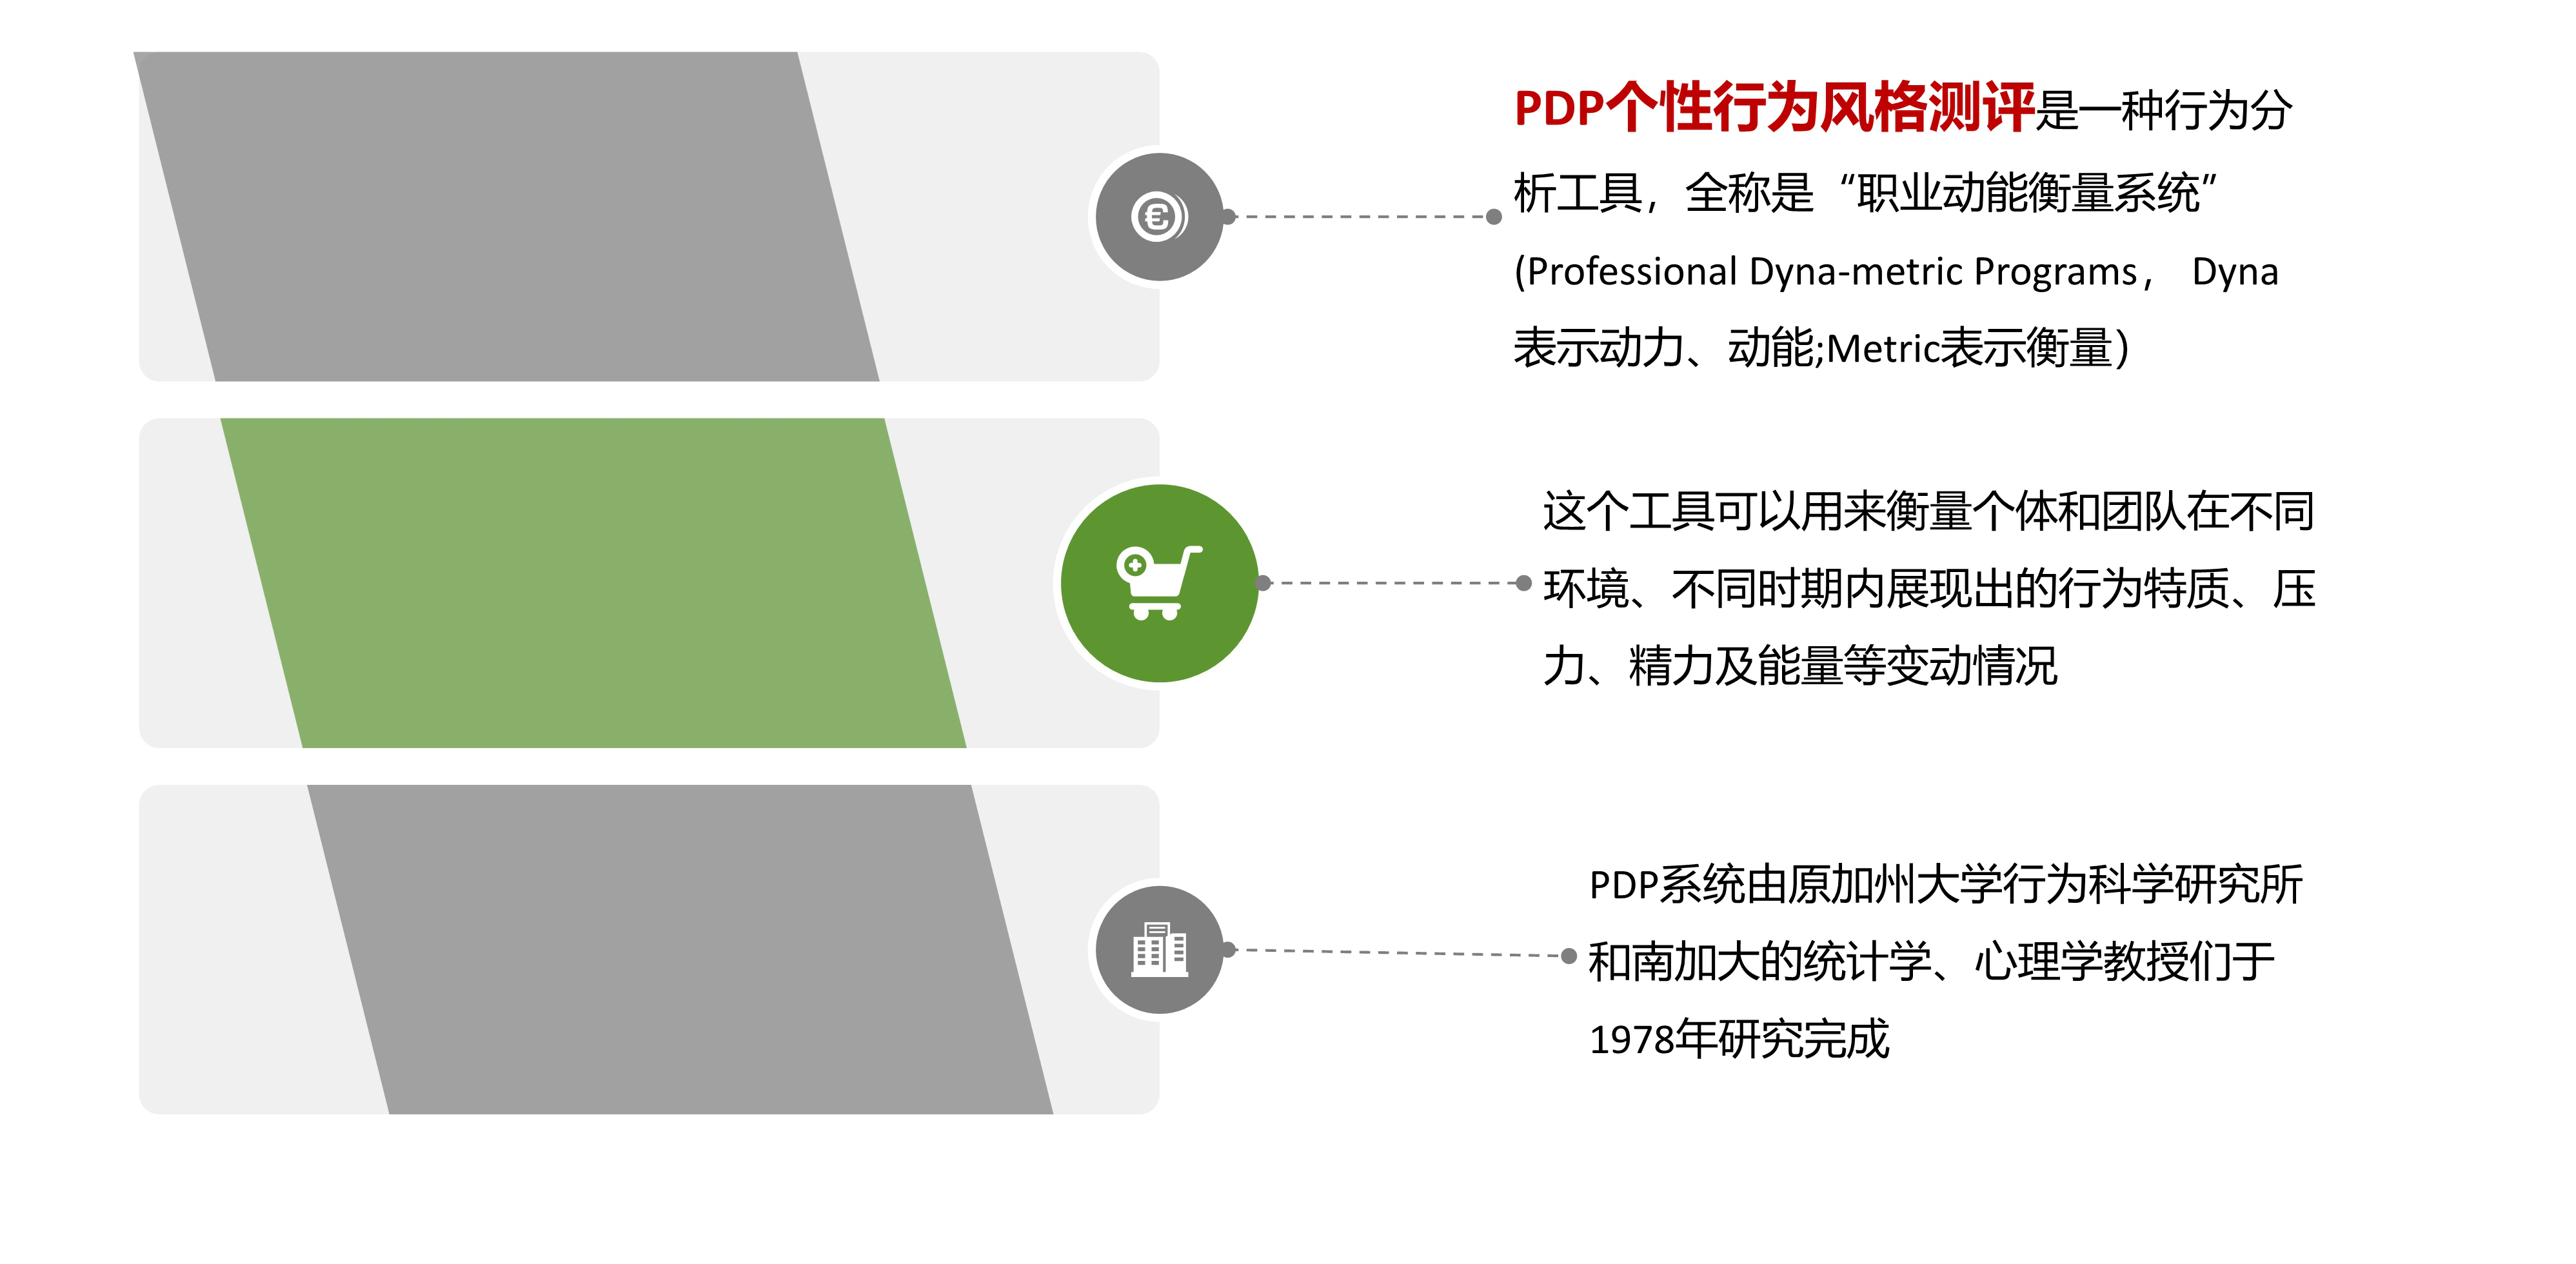 PDP个性行为风格测评是一种行为分
析工具，全称是“职业动能衡量系统”
(Professional Dyna-metric Programs， Dyna
表示动力、动能;Metric表示衡量）
这个工具可以用来衡量个体和团队在不同
环境、不同时期内展现出的行为特质、压
力、精力及能量等变动情况
PDP系统由原加州大学行为科学研究所
和南加大的统计学、心理学教授们于
1978年研究完成